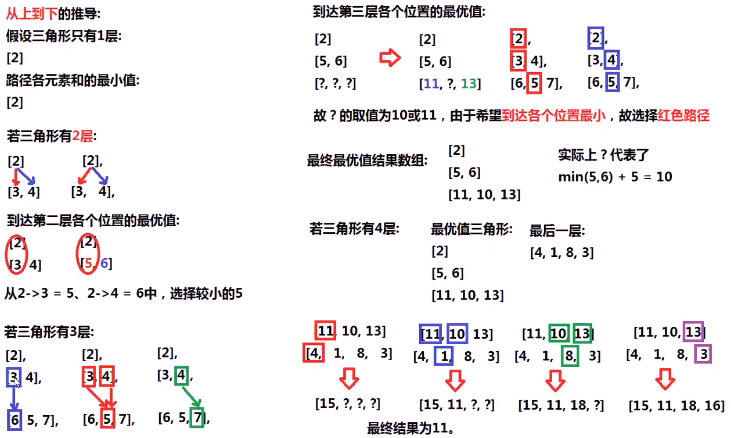 从上到下的推导:
假设三角形只有1层:
[2]
路径各元素和的最小值:
[2]
若三角形有2层:
[2] [2],
[3, 4] [3, 4],
到达第二层各个位置的最优值:
[2] [2]
[3, 4] [5, 6]
从2->3 = 5、2->4 = 6中，选择较小的5
若三角形有3层:
[2], [2], [2],
[3, 4], [3, 4], [3, 4],
[6, 5, 7], [6, 5, 7], [6, 5, 7],
到达第三层各个位置的最优值:
[2] [2] [2], [2],
[5, 6] [5, 6] [3, 4], [3, 4],
[?, ?, ?] [11, ?, 13] [6, 5, 7], [6, 5, 7],
故？的取值为10或11，由于希望到达各个位置最小，故选择红色路径
最终最优值结果数组:
[2]
[5, 6]
[11, 10, 13]
实际上？代表了
min(5,6) + 5 = 10
若三角形有4层:
最优值三角形:
[2]
[5, 6]
[11, 10, 13]
最后一层:
[4, 1, 8, 3]
11, 10, 13] [11, 10, 13] [11, 10, 13] [11, 10, 13]
[4, 1, 8, 3] [4, 1, 8, 3] [4, 1, 8, 3] [4, 1, 8, 3]
[15, ?, ?, ?] [15, 11, ?, ?] [15, 11, 18, ?] [15, 11, 18, 16]
最终结果为11。